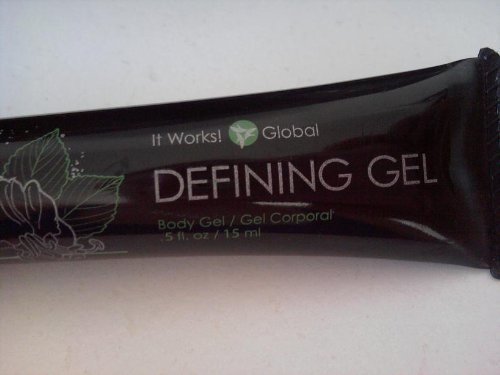 It Works! Global
DEFINING GEL
Body Gel / Gel Corporal
.5 fl. oz / 15 ml